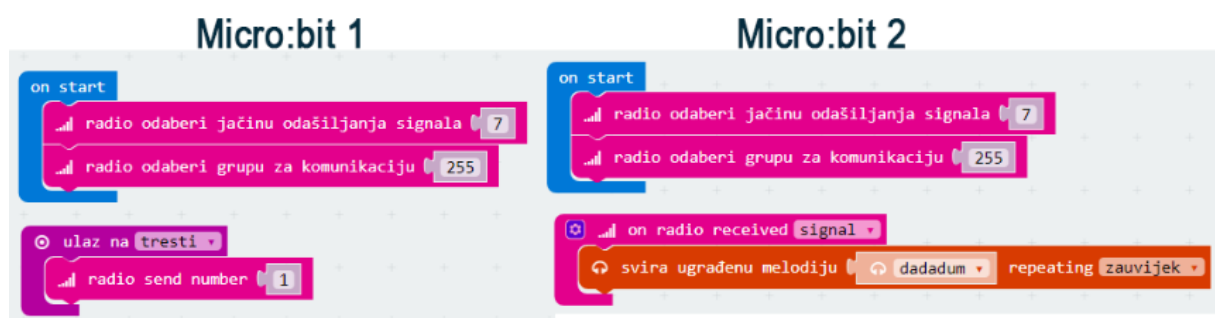 Micro:bit 1
on start
radio odaberi jačinu odašiljanja signala 7
radio odaberi grupu za komunikaciju 255
ulaz na tresti
radio send number 1
Micro:bit 2
on start
radio odaberi jačinu odašiljanja signala 7
radio odaberi grupu za komunikaciju 255
on radio received signal
svira ugrađenu melodiju dadadum repeating zauvijek